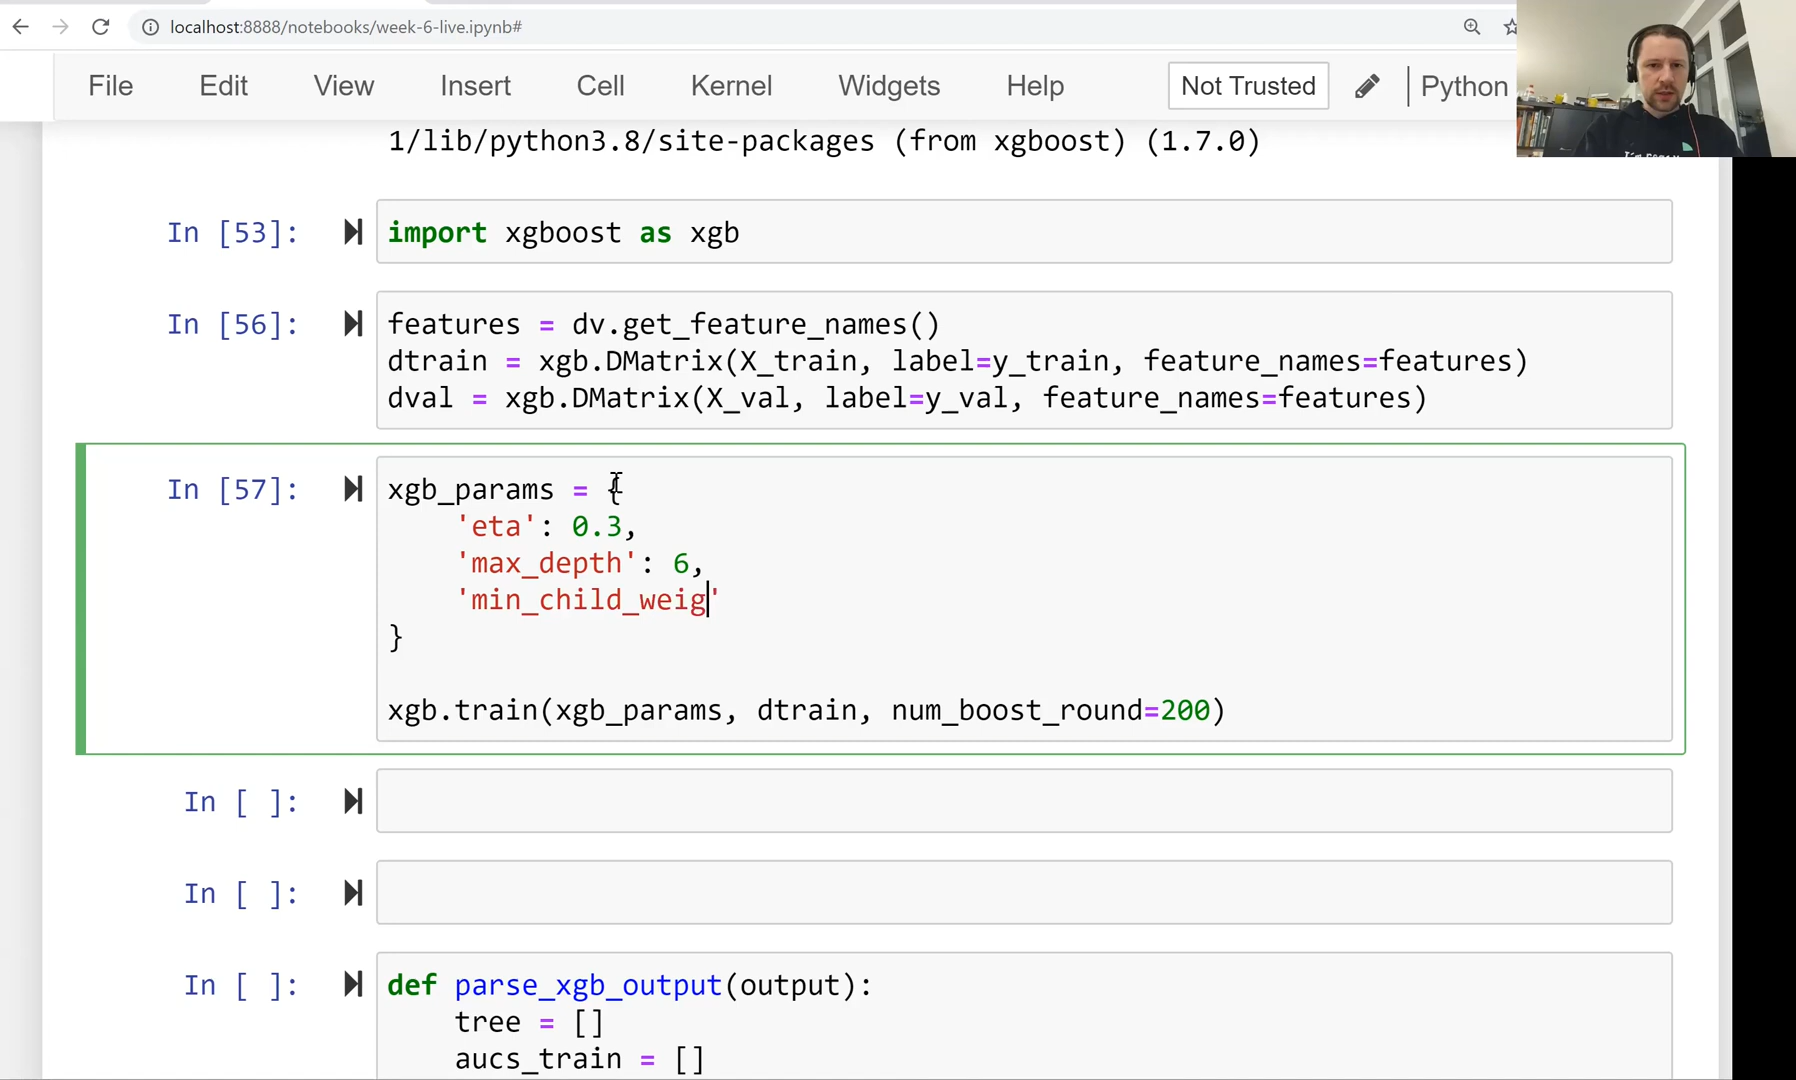 localhost:8888/notebooks/week-6-live.ipynb#
File Edit View Insert Cell Kernel Widgets Help Not Trusted Python
1/lib/python3.8/site-packages (from xgboost) (1.7.0)
In [53]: import xgboost as xgb
In [56]: features = dv.get_feature_names()
dtrain = xgb.DMatrix(X_train, label=y_train, feature_names=features)
dval = xgb.DMatrix(X_val, label=y_val, feature_names=features)
In [57]: xgb_params = {
'eta': 0.3,
'max_depth': 6,
'min_child_weig'
}
xgb.train(xgb_params, dtrain, num_boost_round=200)
In [ ]:
In [ ]:
In [ ]: def parse_xgb_output(output):
tree = []
aucs_train = []